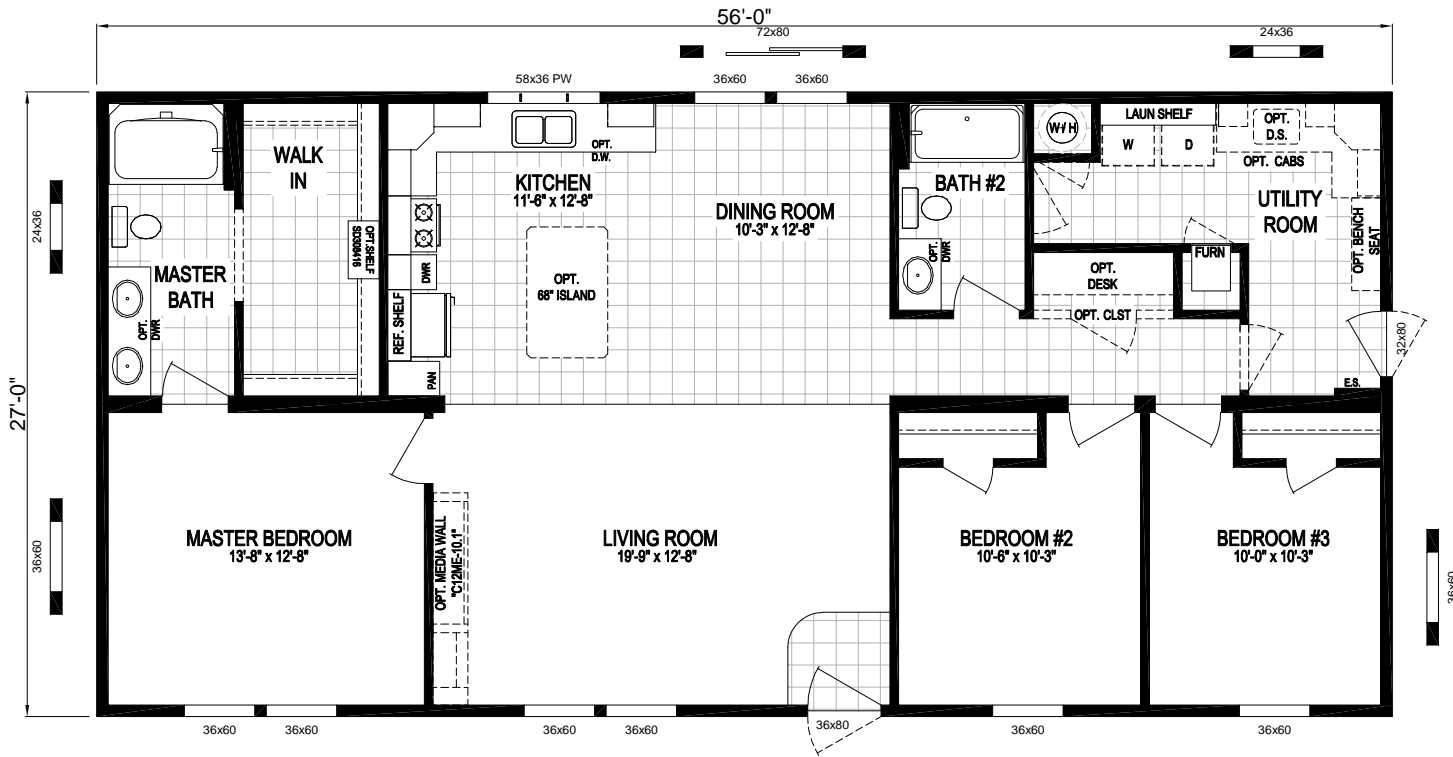 56'-0"
72x80
24x36
58x36 PW
36x60
36x60
27'-0"
24x36
36x60
WALK
IN
OPT.SHELF
SD308416
MASTER
BATH
OPT.
DWR
KITCHEN
11'-6" x 12'-8"
OPT.
D.W.
DWR
REF. SHELF
PAN
OPT.
68" ISLAND
DINING ROOM
10'-3" x 12'-8"
BATH #2
OPT.
DWR
W/H
LAUN SHELF
W
D
OPT.
D.S.
OPT. CABS
UTILITY
ROOM
OPT. BENCH
SEAT
FURN
OPT.
DESK
OPT. CLST
32x80
E.S.
MASTER BEDROOM
13'-8" x 12'-8"
OPT. MEDIA WALL
"C12ME-10.1"
LIVING ROOM
19'-9" x 12'-8"
BEDROOM #2
10'-6" x 10'-3"
BEDROOM #3
10'-0" x 10'-3"
36x60
36x60
36x60
36x60
36x60
36x80
36x60
36x60